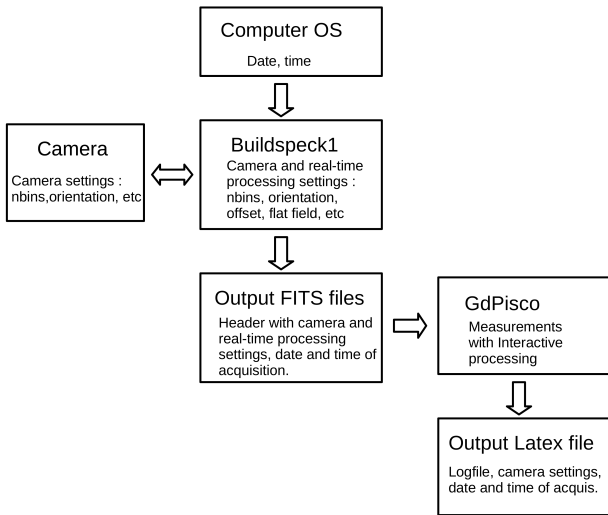 Computer OS
Date, time
Camera
Camera settings :
nbins,orientation, etc
Buildspeck1
Camera and real-time
processing settings :
nbins, orientation,
offset, flat field, etc
Output FITS files
Header with camera and
real-time processing
settings, date and time of
acquisition.
GdPisco
Measurements
with Interactive
processing
Output Latex file
Logfile, camera settings,
date and time of acquis.